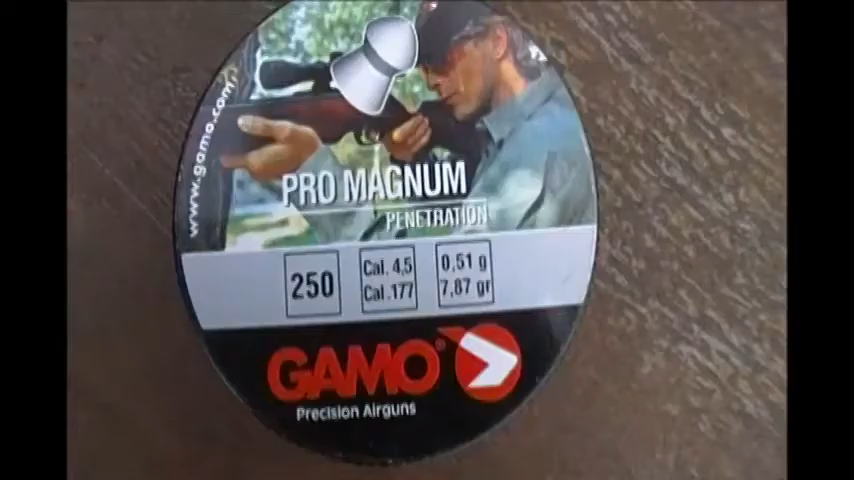 www.gamo.com
PRO MAGNUM
PENETRATION
250
Cal. 4,5
Cal .177
0,51 g
7,87 gr
GAMO®
Precision Airguns